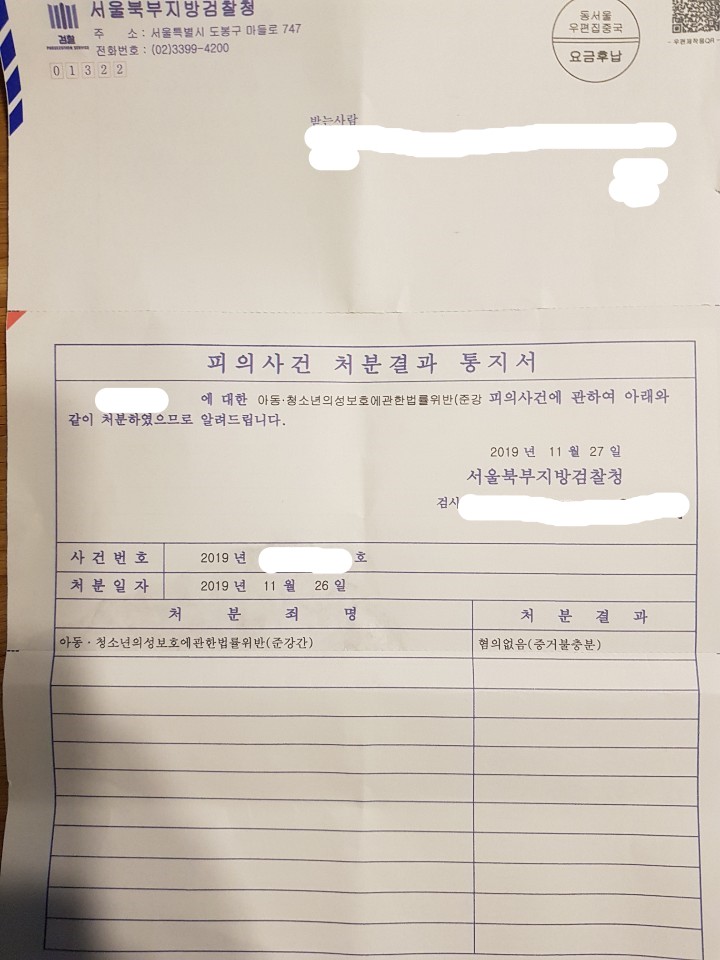 서울북부지방검찰청
검찰
PROSECUTION SERVICE
주 소 : 서울특별시 도봉구 마들로 747
전화번호 : (02)3399-4200
01322
동서울
우편집중국
요금후납
받는사람
피의사건 처분결과 통지서
에 대한 아동·청소년의성보호에관한법률위반(준강 피의사건에 관하여 아래와
같이 처분하였으므로 알려드립니다.
2019 년 11 월 27 일
서울북부지방검찰청
검사
사건번호 2019 년 호
처분일자 2019 년 11 월 26 일
처 분 죄 명 처 분 결 과
아동·청소년의성보호에관한법률위반(준강간) 혐의없음(증거불충분)